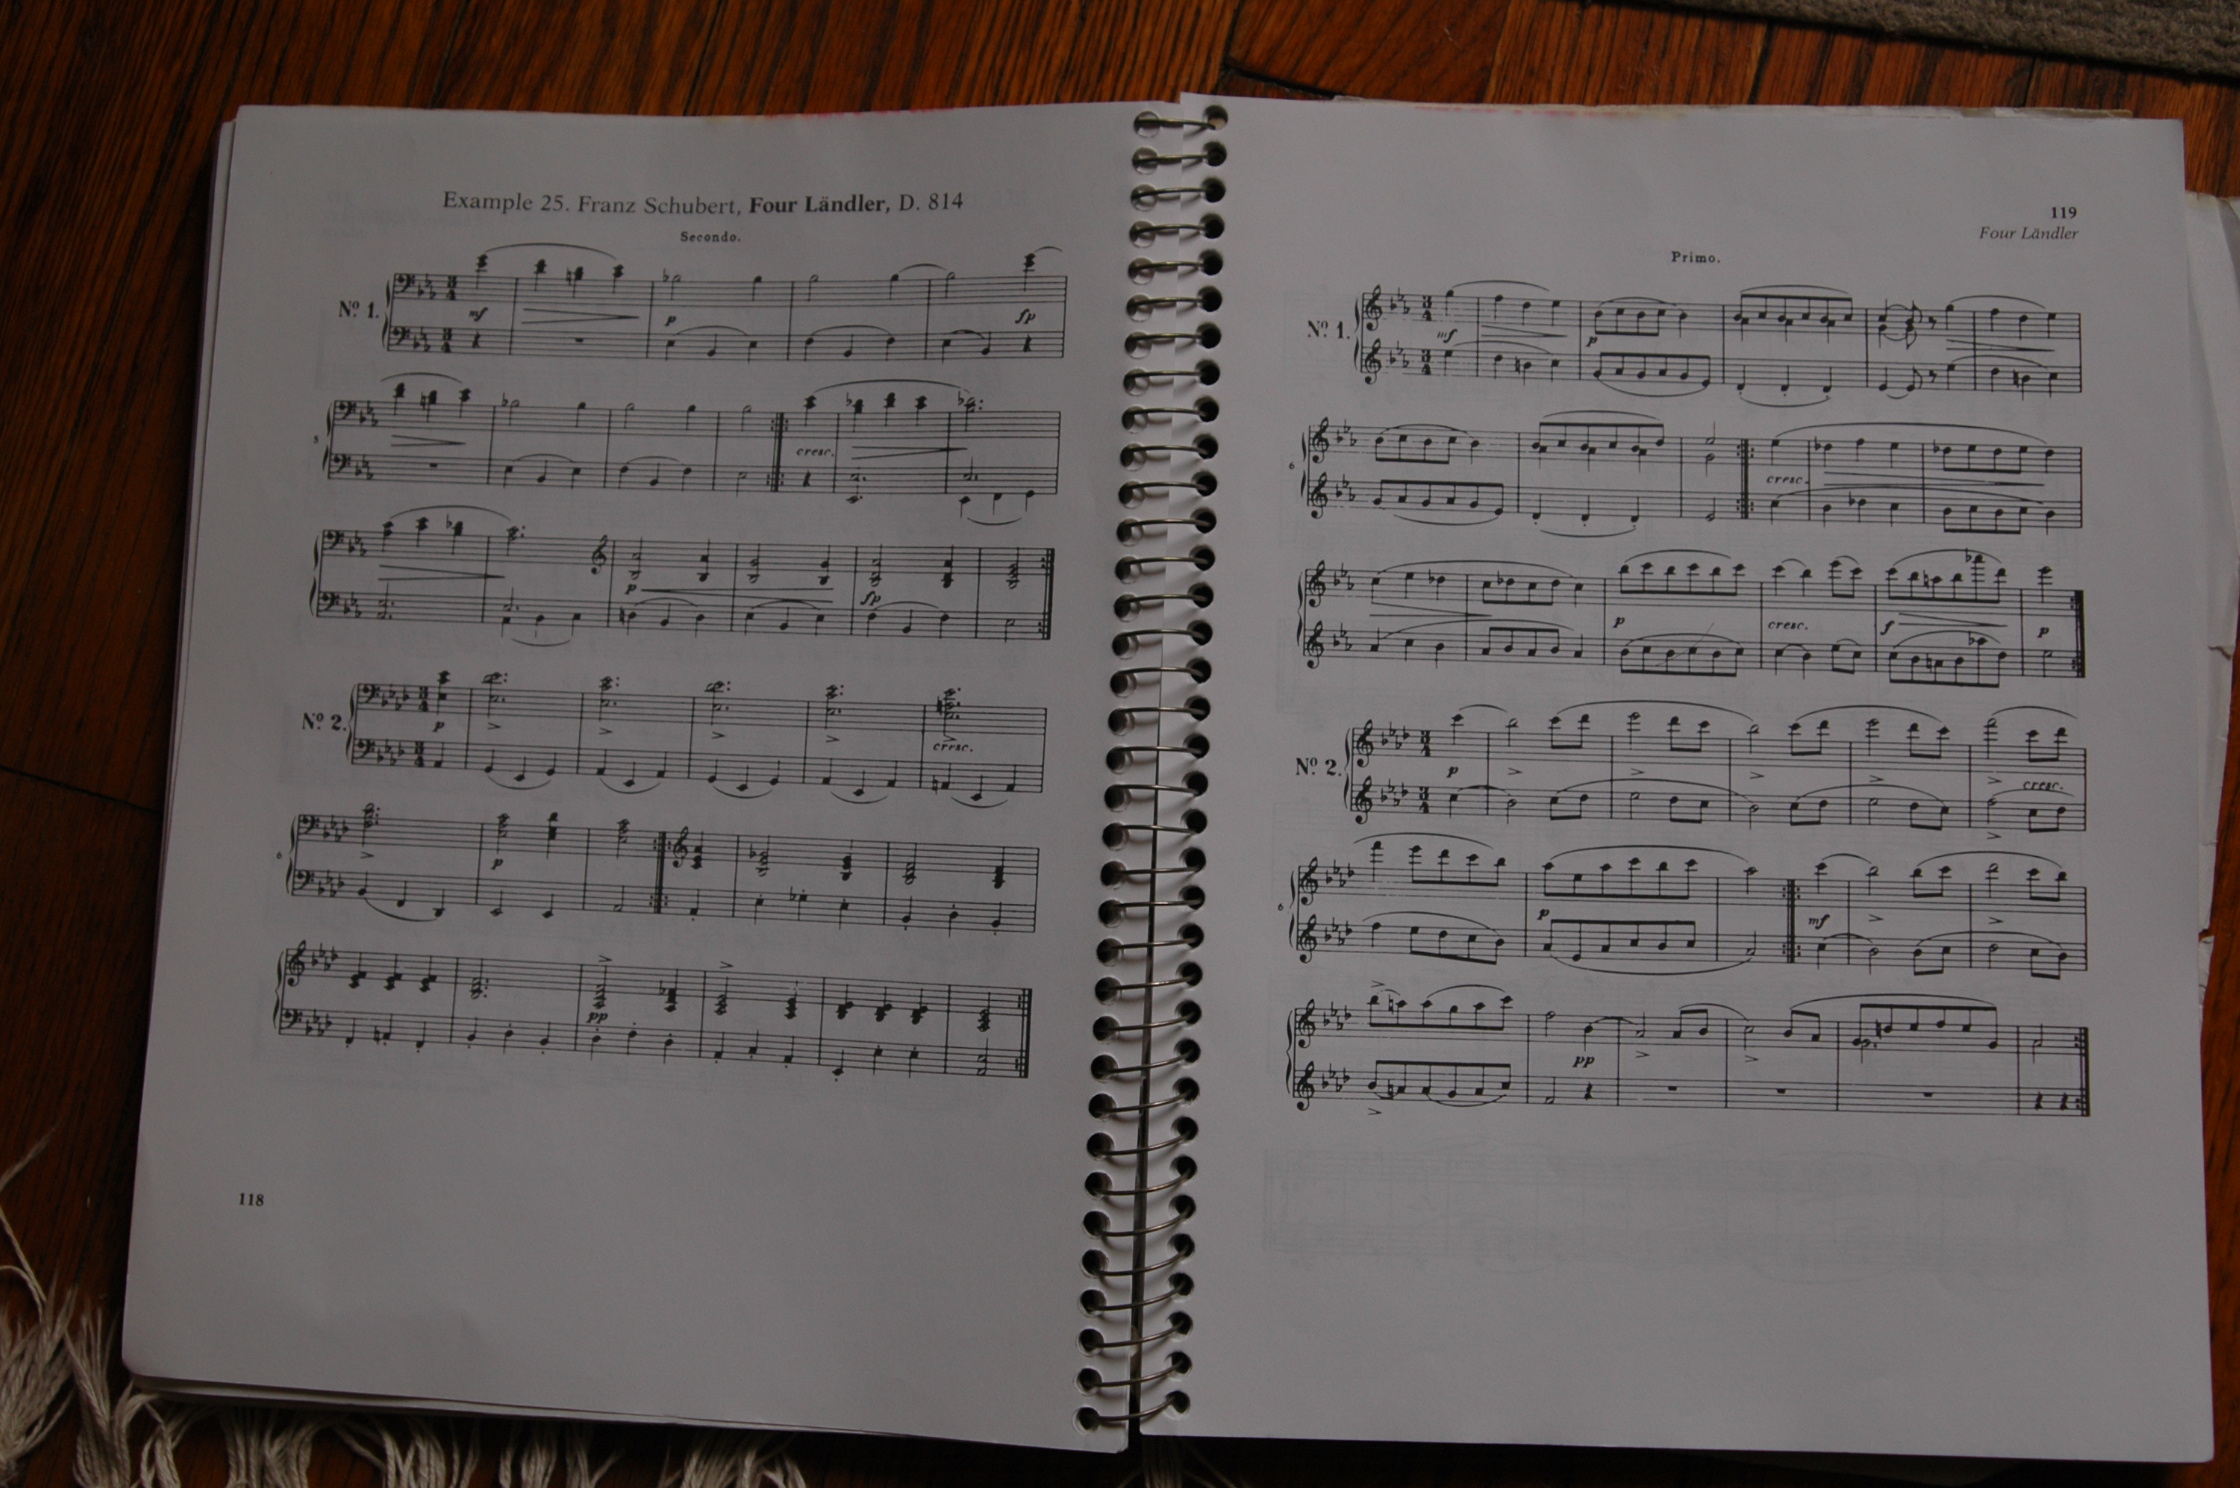 Example 25. Franz Schubert, Four Ländler, D. 814
Secondo.
Nº 1.
mf
p
fp
5
cresc.
p
fp
Nº 2.
p
cresc.
6
p
pp
118
119
Four Ländler
Primo.
Nº 1.
mf
p
6
cresc.
p
cresc.
f
p
Nº 2.
p
cresc.
6
p
mf
pp